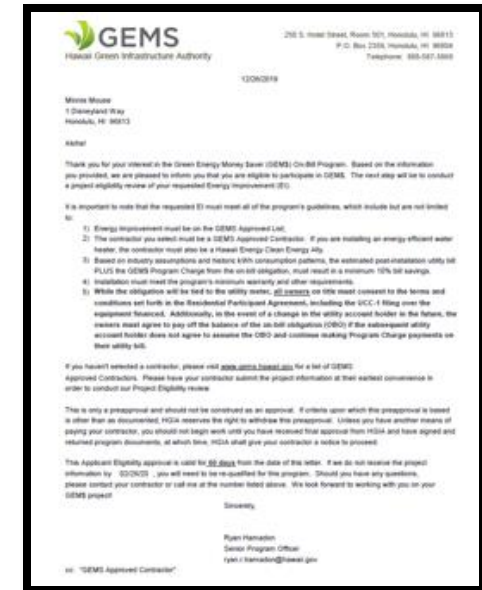 GEMS
Hawaii Green Infrastructure Authority
250 S. Hotel Street, Room 501, Honolulu, HI 96813
P.O. Box 2359, Honolulu, HI 96804
Telephone: 808-587-3868
12/26/2019
Minnie Mouse
1 Disneyland Way
Honolulu, HI 96813
Aloha!
Thank you for your interest in the Green Energy Money $aver (GEM$) On-Bill Program. Based on the information
you provided, we are pleased to inform you that you are eligible to participate in GEM$. The next step will be to conduct
a project eligibility review of your requested Energy Improvement (EI).
It is important to note that the requested EI must meet all of the program's guidelines, which include but are not limited
to:
1) Energy improvement must be on the GEMS Approved List;
2) The contractor you select must be a GEMS Approved Contractor. If you are installing an energy efficient water
heater, the contractor must also be a Hawaii Energy Clean Energy Ally.
3) Based on industry assumptions and historic kWh consumption patterns, the estimated post-installation utility bill
PLUS the GEMS Program Charge from the on-bill obligation, must result in a minimum 10% bill savings.
4) Installation must meet the program's minimum warranty and other requirements.
5) While the obligation will be tied to the utility meter, all owners on title must consent to the terms and
conditions set forth in the Residential Participant Agreement, including the UCC-1 filing over the
equipment financed. Additionally, in the event of a change in the utility account holder in the future, the
owners must agree to pay off the balance of the on-bill obligation (OBO) if the subsequent utility
account holder does not agree to assume the OBO and continue making Program Charge payments on
their utility bill.
If you haven't selected a contractor, please visit www.gems.hawaii.gov for a list of GEMS
Approved Contractors. Please have your contractor submit the project information at their earliest convenience in
order to conduct our Project Eligibility review.
This is only a preapproval and should not be construed as an approval. If criteria upon which this preapproval is based
is other than as documented, HGIA reserves the right to withdraw this preapproval. Unless you have another means of
paying your contractor, you should not begin work until you have received final approval from HGIA and have signed and
returned program documents, at which time, HGIA shall give your contractor a notice to proceed.
This Applicant Eligibility approval is valid for 60 days from the date of this letter. If we do not receive the project
information by 02/26/20 , you will need to be re-qualified for this program. Should you have any questions,
please contact your contractor or call me at the number listed above. We look forward to working with you on your
GEM$ project!
Sincerely,
Ryan Hamadon
Senior Program Officer
ryan.r.hamadon@hawaii.gov
cc: "GEMS Approved Contractor"